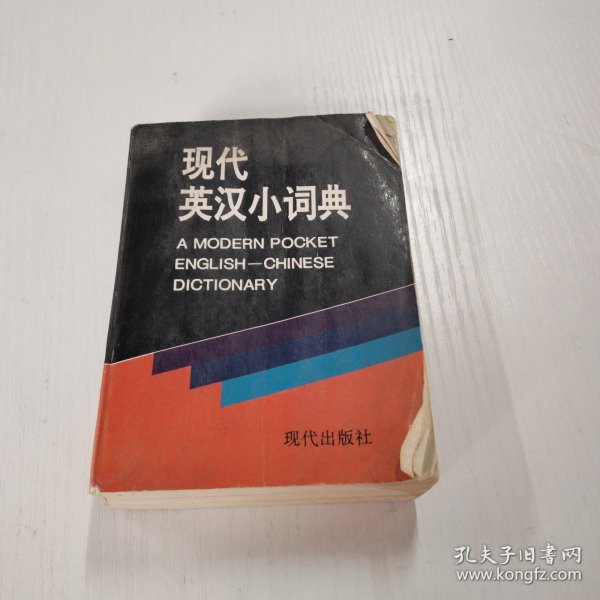 现代
英汉小词典
A MODERN POCKET
ENGLISH—CHINESE
DICTIONARY
现代出版社
孔夫子旧书网
www.kongfz.com